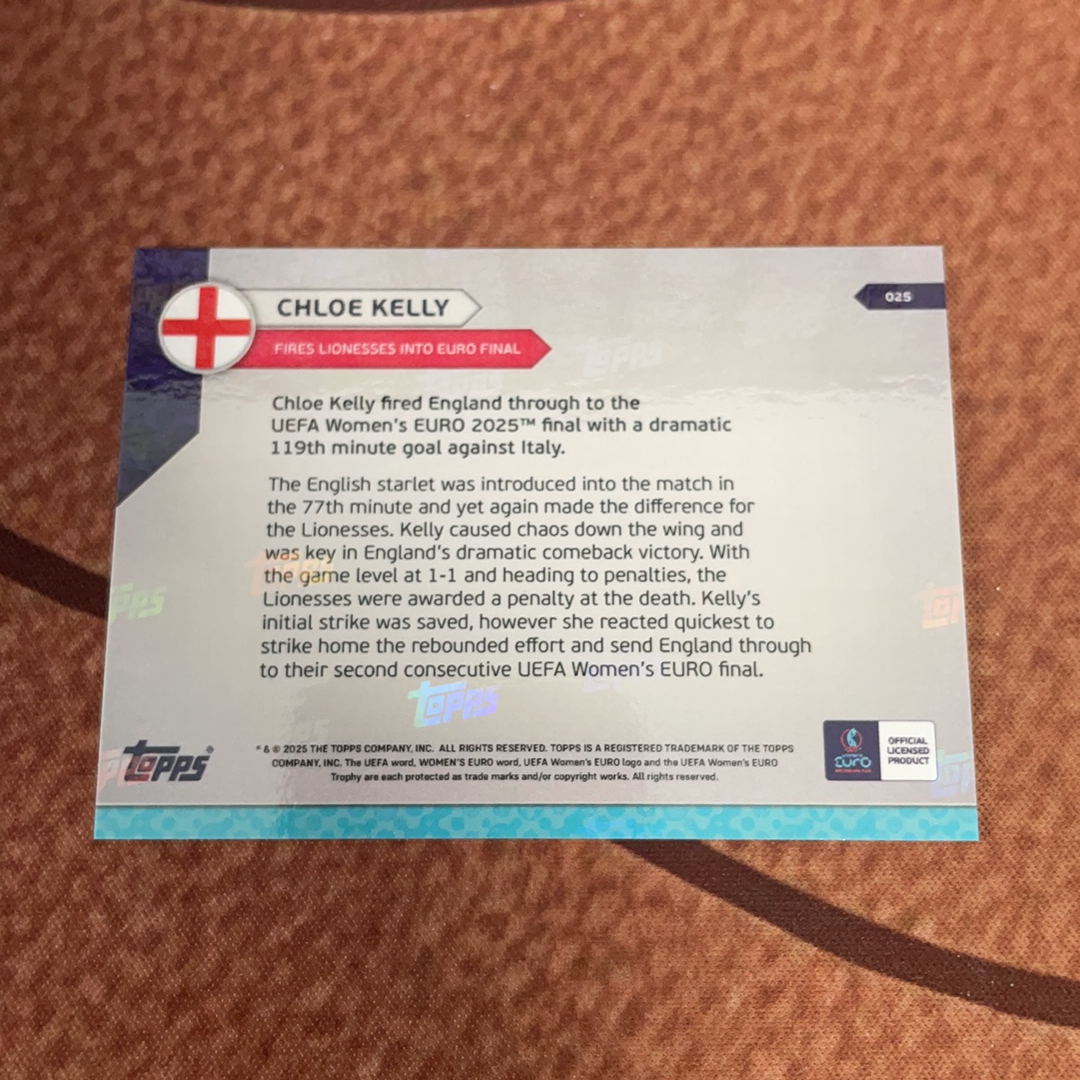 CHLOE KELLY
025
FIRES LIONESSES INTO EURO FINAL
Chloe Kelly fired England through to the
UEFA Women's EURO 2025™ final with a dramatic
119th minute goal against Italy.
The English starlet was introduced into the match in
the 77th minute and yet again made the difference for
the Lionesses. Kelly caused chaos down the wing and
was key in England's dramatic comeback victory. With
the game level at 1-1 and heading to penalties, the
Lionesses were awarded a penalty at the death. Kelly's
initial strike was saved, however she reacted quickest to
strike home the rebounded effort and send England through
to their second consecutive UEFA Women's EURO final.
TOPPS
TOPPS®
* & © 2025 THE TOPPS COMPANY, INC. ALL RIGHTS RESERVED. TOPPS IS A REGISTERED TRADEMARK OF THE TOPPS
COMPANY, INC. The UEFA word, WOMEN'S EURO word, UEFA Women's EURO logo and the UEFA Women's EURO
Trophy are each protected as trade marks and/or copyright works. All rights reserved.
EURO
OFFICIAL
LICENSED
PRODUCT